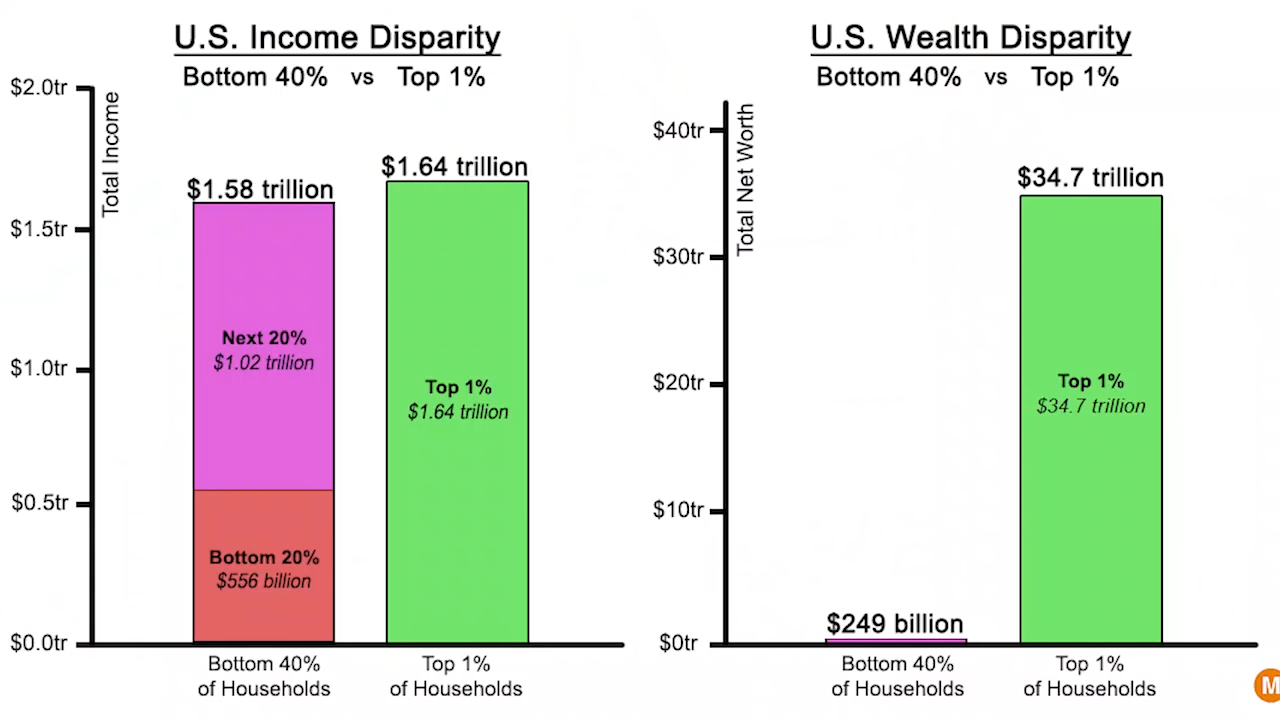 U.S. Income Disparity
Bottom 40% vs Top 1%
$2.0tr
Total Income
$1.64 trillion
$1.58 trillion
$1.5tr
Next 20%
$1.02 trillion
$1.0tr
Top 1%
$1.64 trillion
$0.5tr
Bottom 20%
$556 billion
$0.0tr
Bottom 40%
of Households
Top 1%
of Households
U.S. Wealth Disparity
Bottom 40% vs Top 1%
$40tr
Total Net Worth
$34.7 trillion
$30tr
$20tr
Top 1%
$34.7 trillion
$10tr
$249 billion
$0tr
Bottom 40%
of Households
Top 1%
of Households
M